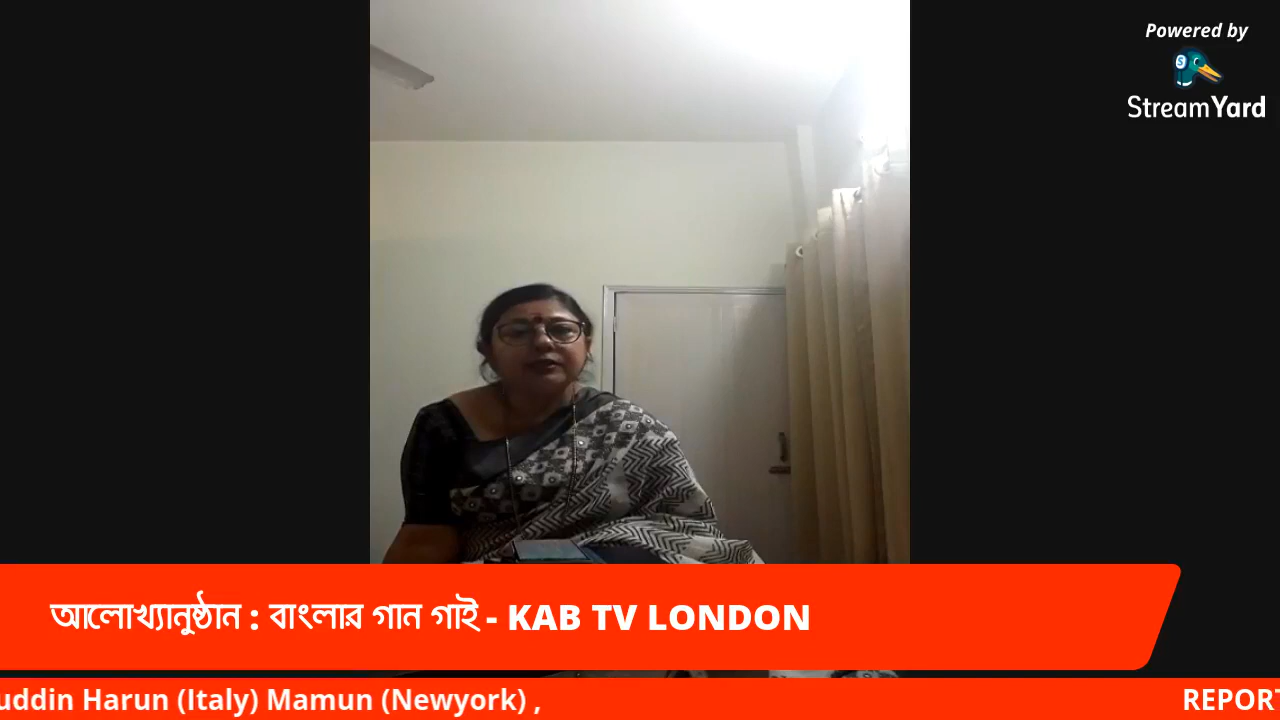 Powered by
StreamYard
আলোখ্যানুষ্ঠান : বাংলার গান গাই - KAB TV LONDON
uddin Harun (Italy) Mamun (Newyork) ,
REPORT